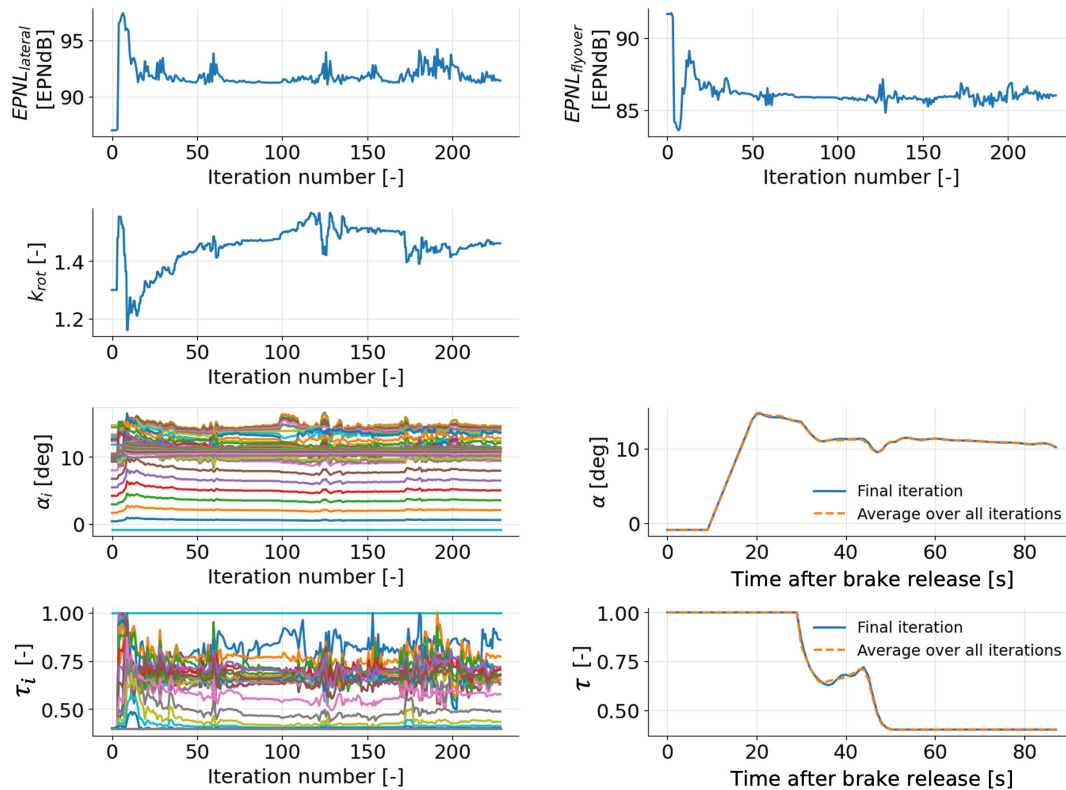 EPNL_lateral
[EPNdB]
95
90
0 50 100 150 200
Iteration number [-]
EPNL_flyover
[EPNdB]
90
85
0 50 100 150 200
Iteration number [-]
k_rot [-]
1.4
1.2
0 50 100 150 200
Iteration number [-]
α_i [deg]
10
0
0 50 100 150 200
Iteration number [-]
α [deg]
10
0
Final iteration
Average over all iterations
0 20 40 60 80
Time after brake release [s]
τ_i [-]
1.00
0.75
0.50
0 50 100 150 200
Iteration number [-]
τ [-]
1.00
0.75
0.50
Final iteration
Average over all iterations
0 20 40 60 80
Time after brake release [s]